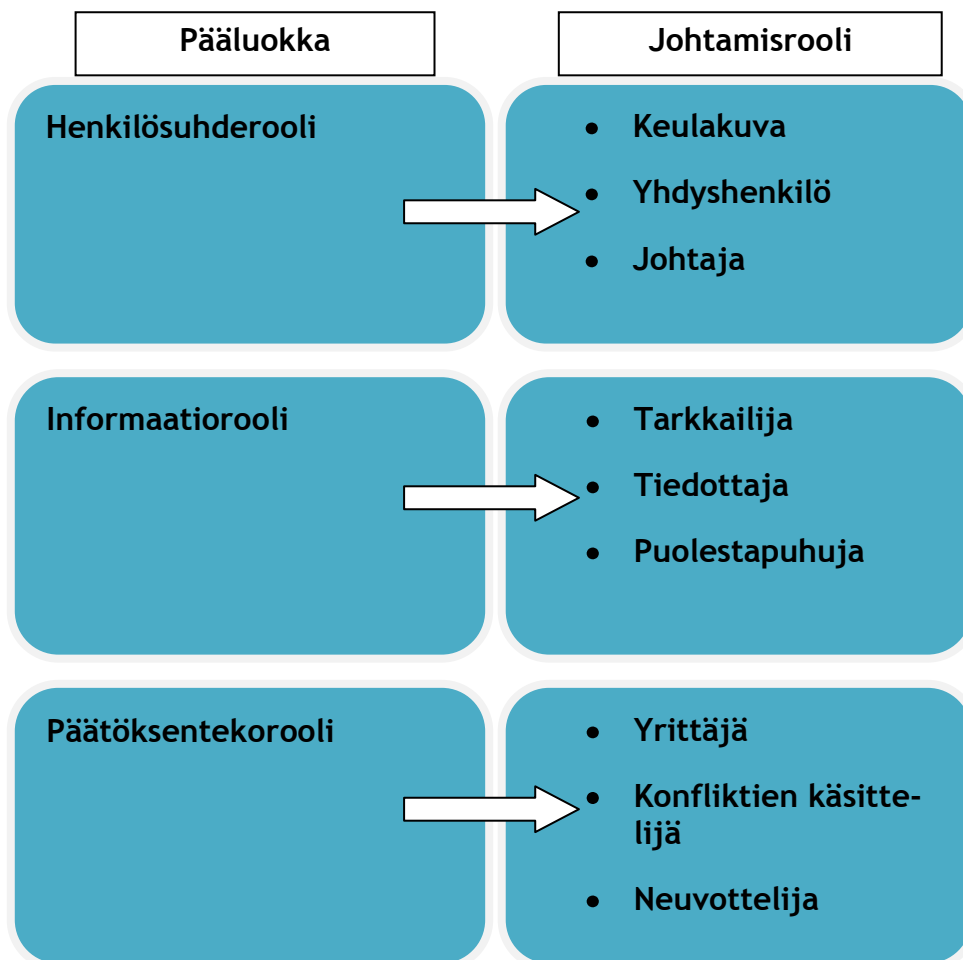 Pääluokka
Johtamisrooli
Henkilösuhderooli
• Keulakuva
• Yhdyshenkilö
• Johtaja
Informaatiorooli
• Tarkkailija
• Tiedottaja
• Puolestapuhuja
Päätöksentekorooli
• Yrittäjä
• Konfliktien käsitte-
lijä
• Neuvottelija